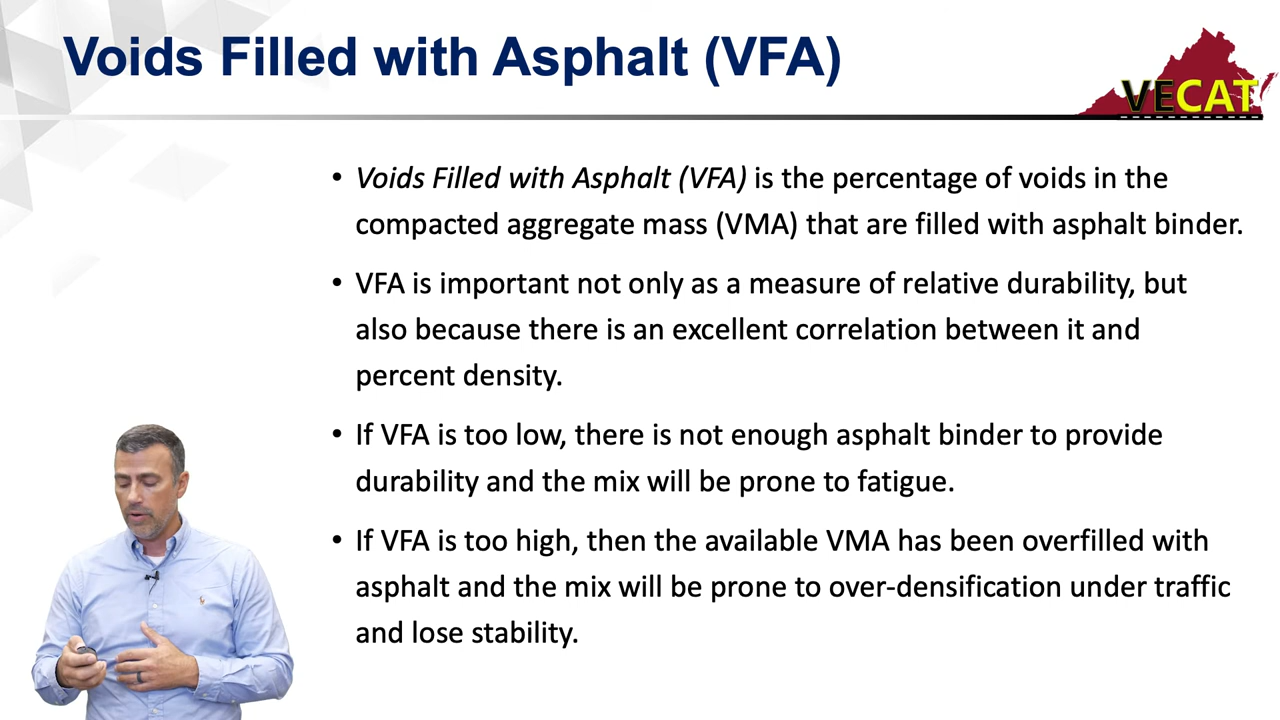 Voids Filled with Asphalt (VFA)
VECAT
• Voids Filled with Asphalt (VFA) is the percentage of voids in the
compacted aggregate mass (VMA) that are filled with asphalt binder.
• VFA is important not only as a measure of relative durability, but
also because there is an excellent correlation between it and
percent density.
• If VFA is too low, there is not enough asphalt binder to provide
durability and the mix will be prone to fatigue.
• If VFA is too high, then the available VMA has been overfilled with
asphalt and the mix will be prone to over-densification under traffic
and lose stability.